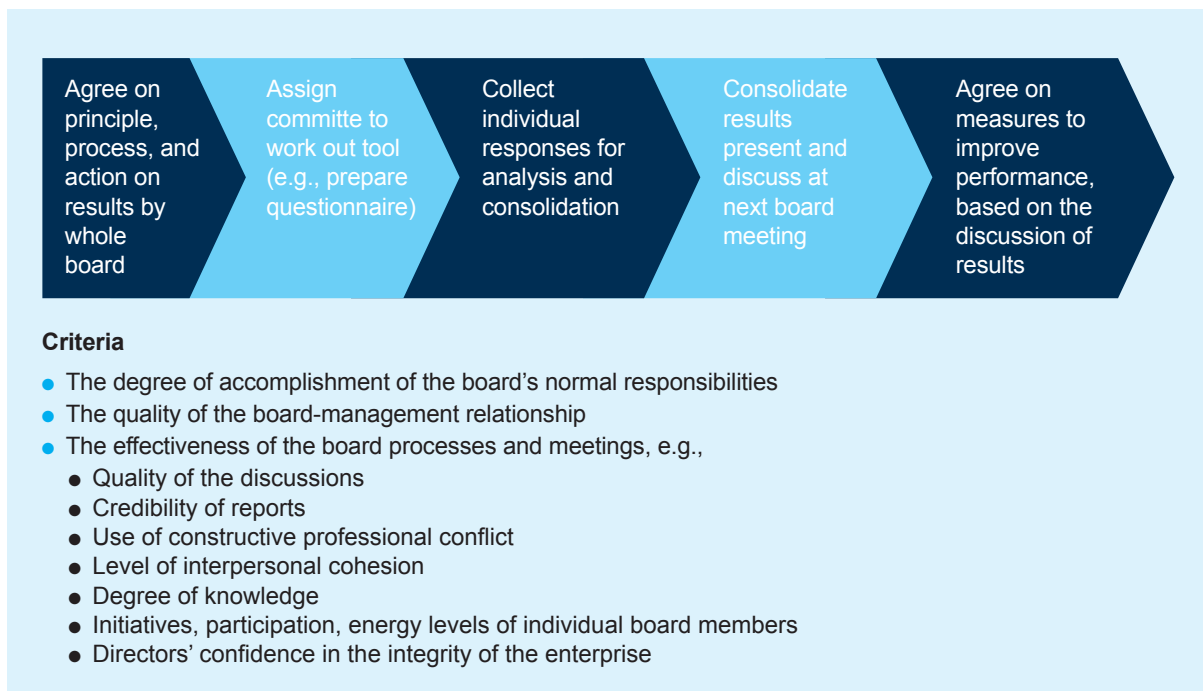 Agree on
principle,
process, and
action on
results by
whole
board
Assign
committe to
work out tool
(e.g., prepare
questionnaire)
Collect
individual
responses for
analysis and
consolidation
Consolidate
results
present and
discuss at
next board
meeting
Agree on
measures to
improve
performance,
based on the
discussion of
results
Criteria
● The degree of accomplishment of the board’s normal responsibilities
● The quality of the board-management relationship
● The effectiveness of the board processes and meetings, e.g.,
● Quality of the discussions
● Credibility of reports
● Use of constructive professional conflict
● Level of interpersonal cohesion
● Degree of knowledge
● Initiatives, participation, energy levels of individual board members
● Directors’ confidence in the integrity of the enterprise